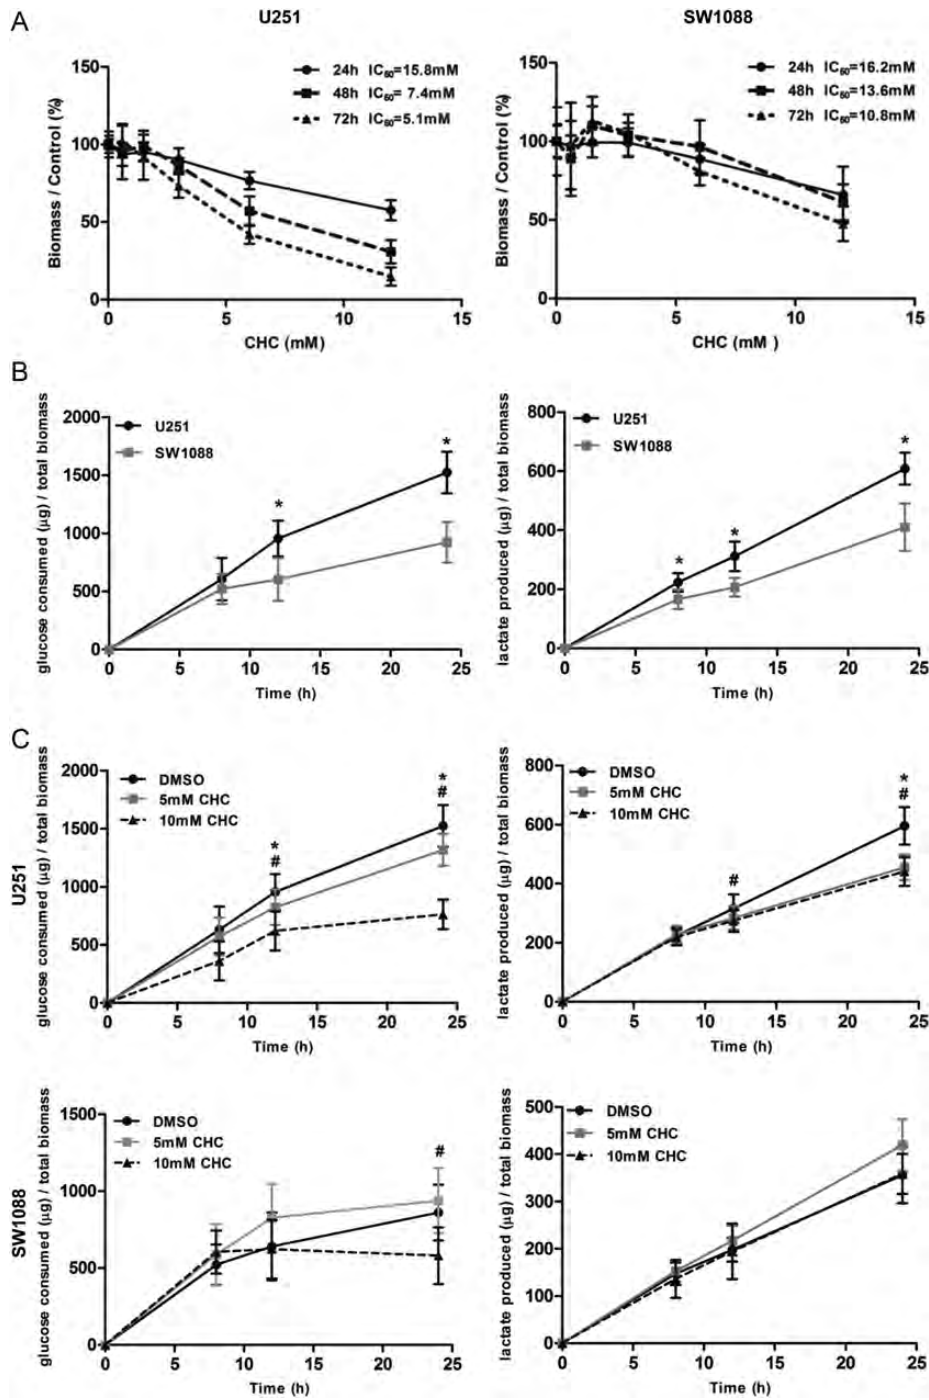 A
U251
SW1088
150
100
50
0
Biomass / Control (%)
24h IC50=15.8mM
48h IC50= 7.4mM
72h IC50=5.1mM
0 5 10 15
CHC (mM)
150
100
50
0
Biomass / Control (%)
24h IC50=16.2mM
48h IC50=13.6mM
72h IC50=10.8mM
0 5 10 15
CHC (mM )
B
2000
1500
1000
500
0
glucose consumed (µg) / total biomass
U251
SW1088
*
*
0 5 10 15 20 25
Time (h)
800
600
400
200
0
lactate produced (µg) / total biomass
U251
SW1088
*
*
*
0 5 10 15 20 25
Time (h)
C
U251
2000
1500
1000
500
0
glucose consumed (µg) / total biomass
DMSO
5mM CHC
10mM CHC
*
#
*
#
0 5 10 15 20 25
Time (h)
800
600
400
200
0
lactate produced (µg) / total biomass
DMSO
5mM CHC
10mM CHC
#
*
#
0 5 10 15 20 25
Time (h)
SW1088
1500
1000
500
0
glucose consumed (µg) / total biomass
DMSO
5mM CHC
10mM CHC
#
0 5 10 15 20 25
Time (h)
500
400
300
200
100
0
lactate produced (µg) / total biomass
DMSO
5mM CHC
10mM CHC
0 5 10 15 20 25
Time (h)